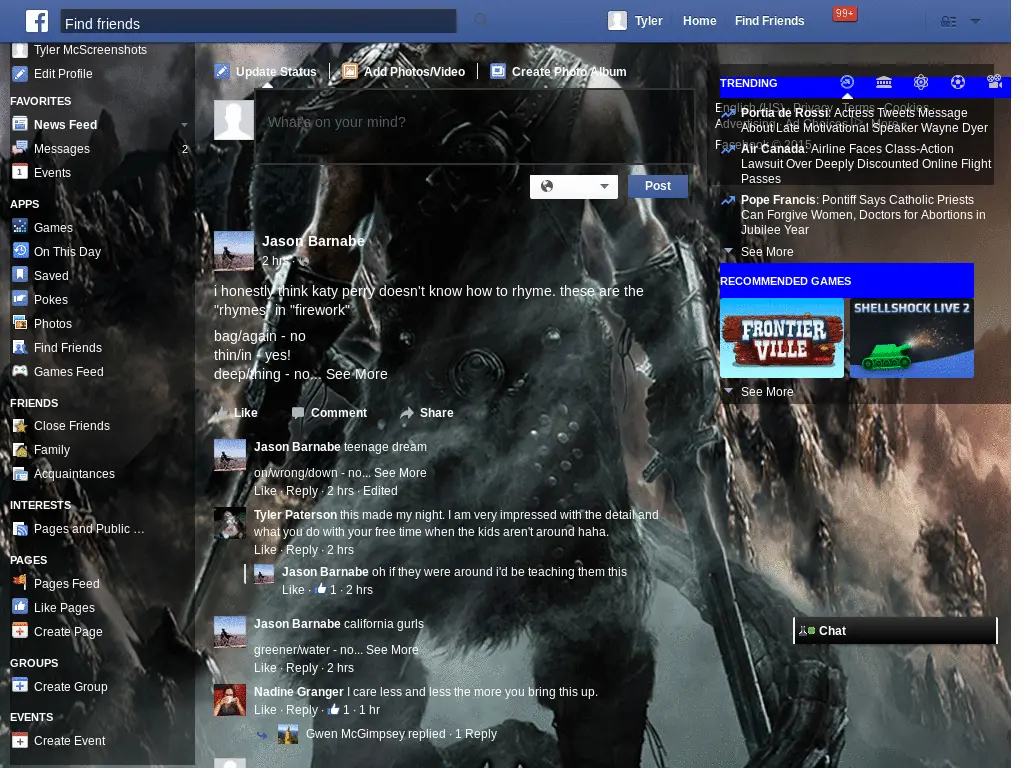 f
Find friends
Tyler
Home
Find Friends
99+
Tyler McScreenshots
Edit Profile
FAVORITES
News Feed
Messages
2
Events
APPS
Games
On This Day
Saved
Pokes
Photos
Find Friends
Games Feed
FRIENDS
Close Friends
Family
Acquaintances
INTERESTS
Pages and Public ...
PAGES
Pages Feed
Like Pages
Create Page
GROUPS
Create Group
EVENTS
Create Event
Update Status
Add Photos/Video
Create Photo Album
What's on your mind?
Post
Jason Barnabe
2 hrs ·
i honestly think katy perry doesn't know how to rhyme. these are the
"rhymes" in "firework"
bag/again - no
thin/in - yes!
deep/thing - no... See More
Like
Comment
Share
Jason Barnabe teenage dream
on/wrong/down - no... See More
Like · Reply · 2 hrs · Edited
Tyler Paterson this made my night. I am very impressed with the detail and
what you do with your free time when the kids aren't around haha.
Like · Reply · 2 hrs
Jason Barnabe oh if they were around i'd be teaching them this
Like · 1 · 2 hrs
Jason Barnabe california gurls
greener/water - no... See More
Like · Reply · 2 hrs
Nadine Granger I care less and less the more you bring this up.
Like · Reply · 1 · 1 hr
Gwen McGimpsey replied · 1 Reply
TRENDING
English (US) · Privacy · Terms · Cookies
Facebook © 2015
Portia de Rossi: Actress Tweets Message
About Late Motivational Speaker Wayne Dyer
Air Canada: Airline Faces Class-Action
Lawsuit Over Deeply Discounted Online Flight
Passes
Pope Francis: Pontiff Says Catholic Priests
Can Forgive Women, Doctors for Abortions in
Jubilee Year
See More
RECOMMENDED GAMES
FRONTIER
VILLE
SHELLSHOCK LIVE 2
See More
Chat